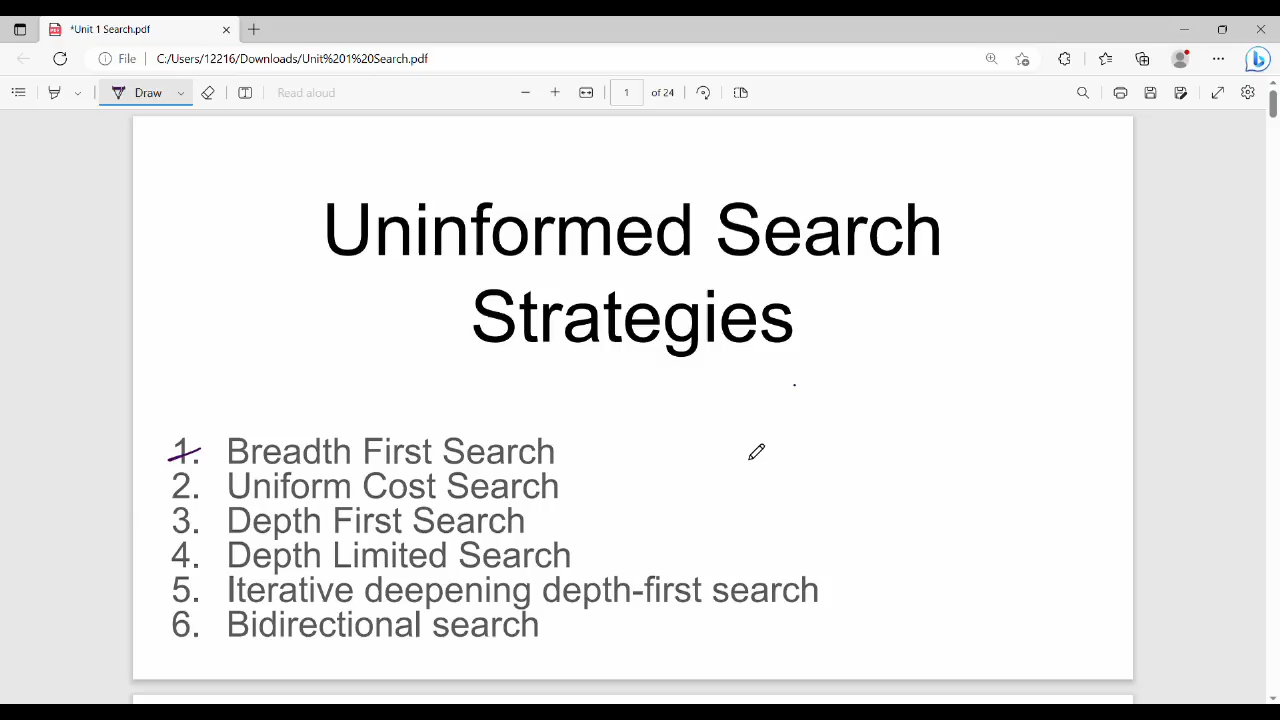 *Unit 1 Search.pdf
File C:/Users/12216/Downloads/Unit%201%20Search.pdf
Draw Read aloud 1 of 24
Uninformed Search
Strategies
1. Breadth First Search
2. Uniform Cost Search
3. Depth First Search
4. Depth Limited Search
5. Iterative deepening depth-first search
6. Bidirectional search